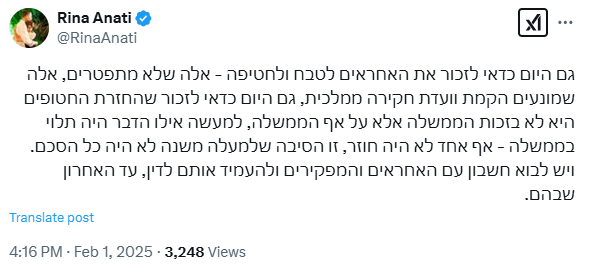 Rina Anati
@RinaAnati
גם היום כדאי לזכור את האחראים לטבח ולחטיפה - אלה שלא מתפטרים, אלה
שמונעים הקמת וועדת חקירה ממלכית, גם היום כדאי לזכור שהחזרת החטופים
היא לא בזכות הממשלה אלא על אף הממשלה, למעשה אילו הדבר היה תלוי
בממשלה - אף אחד לא היה חוזר, זו הסיבה שלמעלה משנה לא היה כל הסכם.
ויש לבוא חשבון עם האחראים והמפקירים ולהעמיד אותם לדין, עד האחרון
שבהם.
Translate post
4:16 PM · Feb 1, 2025 · 3,248 Views